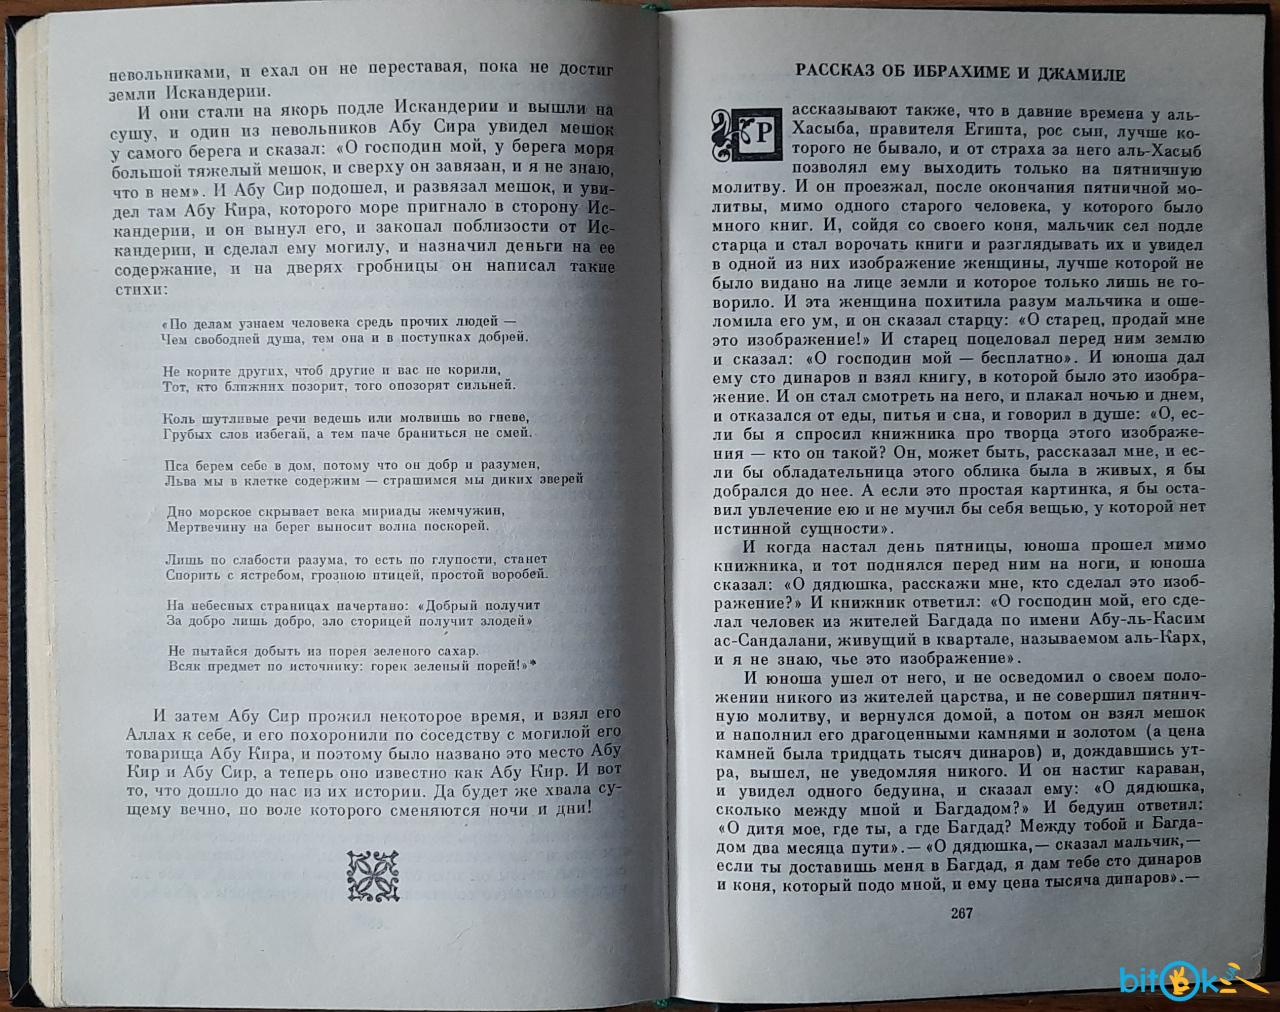 невольниками, и ехал он не переставая, пока не достиг
земли Искандерии.
И они стали на якорь подле Искандерии и вышли на
сушу, и один из невольников Абу Сира увидел мешок
у самого берега и сказал: «О господин мой, у берега моря
большой тяжелый мешок, и сверху он завязан, и я не знаю,
что в нем». И Абу Сир подошел, и развязал мешок, и уви-
дел там Абу Кира, которого море пригнало в сторону Ис-
кандерии, и он вынул его, и закопал поблизости от Ис-
кандерии, и сделал ему могилу, и назначил деньги на ее
содержание, и на дверях гробницы он написал такие
стихи:
«По делам узнаем человека средь прочих людей —
Чем свободней душа, тем она и в поступках добрей.
Не корите других, чтоб другие и вас не корили,
Тот, кто ближних позорит, того опозорят сильней.
Коль шутливые речи ведешь или молвишь во гневе,
Грубых слов избегай, а тем паче браниться не смей.
Пса берем себе в дом, потому что он добр и разумен,
Льва мы в клетке содержим — страшимся мы диких зверей
Дно морское скрывает века мириады жемчужин,
Мертвечину на берег выносит волна поскорей.
Лишь по слабости разума, то есть по глупости, станет
Спорить с ястребом, грозною птицей, простой воробей.
На небесных страницах начертано: «Добрый получит
За добро лишь добро, зло сторицей получит злодей»
Не пытайся добыть из порея зеленого сахар.
Всяк предмет по источнику: горек зеленый порей!»*
И затем Абу Сир прожил некоторое время, и взял его
Аллах к себе, и его похоронили по соседству с могилой его
товарища Абу Кира, и поэтому было названо это место Абу
Кир и Абу Сир, а теперь оно известно как Абу Кир. И вот
то, что дошло до нас из их истории. Да будет же хвала су-
щему вечно, по воле которого сменяются ночи и дни!
РАССКАЗ ОБ ИБРАХИМЕ И ДЖАМИЛЕ
Рассказывают также, что в давние времена у аль-
Хасыба, правителя Египта, рос сын, лучше ко-
торого не бывало, и от страха за него аль-Хасыб
позволял ему выходить только на пятничную
молитву. И он проезжал, после окончания пятничной мо-
литвы, мимо одного старого человека, у которого было
много книг. И, сойдя со своего коня, мальчик сел подле
старца и стал ворочать книги и разглядывать их и увидел
в одной из них изображение женщины, лучше которой не
было видано на лице земли и которое только лишь не го-
ворило. И эта женщина похитила разум мальчика и оше-
ломила его ум, и он сказал старцу: «О старец, продай мне
это изображение!» И старец поцеловал перед ним землю
и сказал: «О господин мой — бесплатно». И юноша дал
ему сто динаров и взял книгу, в которой было это изобра-
жение. И он стал смотреть на него, и плакал ночью и днем,
и отказался от еды, питья и сна, и говорил в душе: «О, ес-
ли бы я спросил книжника про творца этого изображе-
ния — кто он такой? Он, может быть, рассказал мне, и ес-
ли бы обладательница этого облика была в живых, я бы
добрался до нее. А если это простая картинка, я бы оста-
вил увлечение ею и не мучил бы себя вещью, у которой нет
истинной сущности».
И когда настал день пятницы, юноша прошел мимо
книжника, и тот поднялся перед ним на ноги, и юноша
сказал: «О дядюшка, расскажи мне, кто сделал это изоб-
ражение?» И книжник ответил: «О господин мой, его сде-
лал человек из жителей Багдада по имени Абу-ль-Касим
ас-Сандалани, живущий в квартале, называемом аль-Карх,
и я не знаю, чье это изображение».
И юноша ушел от него, и не осведомил о своем поло-
жении никого из жителей царства, и не совершил пятнич-
ную молитву, и вернулся домой, а потом он взял мешок
и наполнил его драгоценными камнями и золотом (а цена
камней была тридцать тысяч динаров) и, дождавшись ут-
ра, вышел, не уведомляя никого. И он настиг караван,
и увидел одного бедуина, и сказал ему: «О дядюшка,
сколько между мной и Багдадом?» И бедуин ответил:
«О дитя мое, где ты, а где Багдад? Между тобой и Багда-
дом два месяца пути».— «О дядюшка,— сказал мальчик,—
если ты доставишь меня в Багдад, я дам тебе сто динаров
и коня, который подо мной, и ему цена тысяча динаров».—
267
bitOk